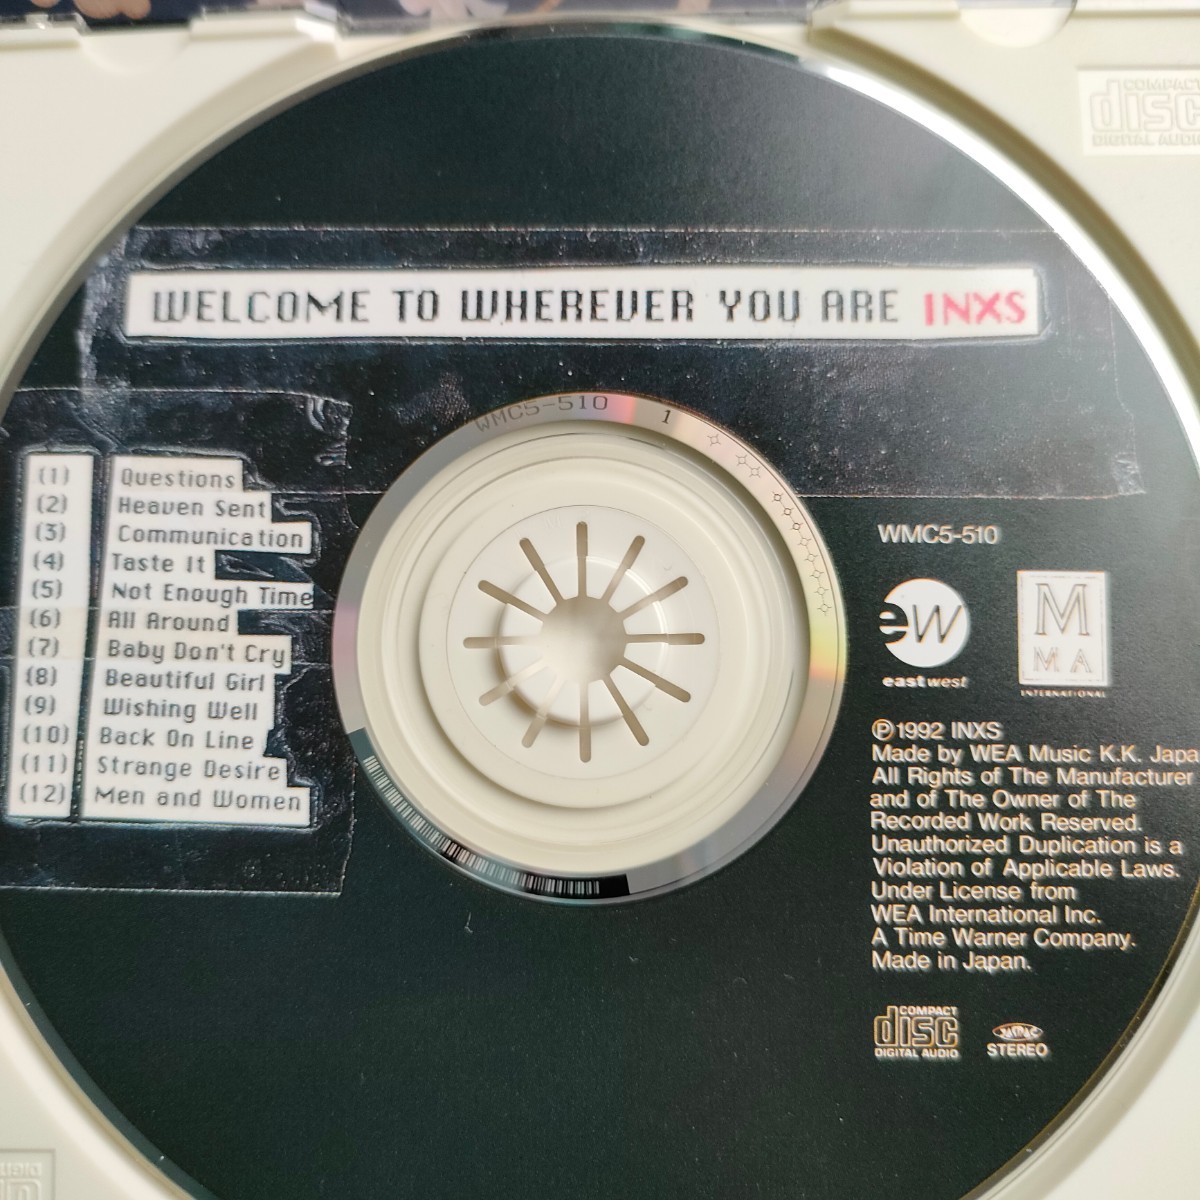 COMPACT
disc
DIGITAL AUDIO
WELCOME TO WHEREVER YOU ARE INXS
WMC5-510 1
(1) Questions
(2) Heaven Sent
(3) Communication
(4) Taste It
(5) Not Enough Time
(6) All Around
(7) Baby Don't Cry
(8) Beautiful Girl
(9) Wishing Well
(10) Back On Line
(11) Strange Desire
(12) Men and Women
WMC5-510
ew
eastwest
M
MA
INTERNATIONAL
Ⓟ1992 INXS
Made by WEA Music K.K. Japa
All Rights of The Manufacturer
and of The Owner of The
Recorded Work Reserved.
Unauthorized Duplication is a
Violation of Applicable Laws.
Under License from
WEA International Inc.
A Time Warner Company.
Made in Japan.
COMPACT
disc
DIGITAL AUDIO
STEREO